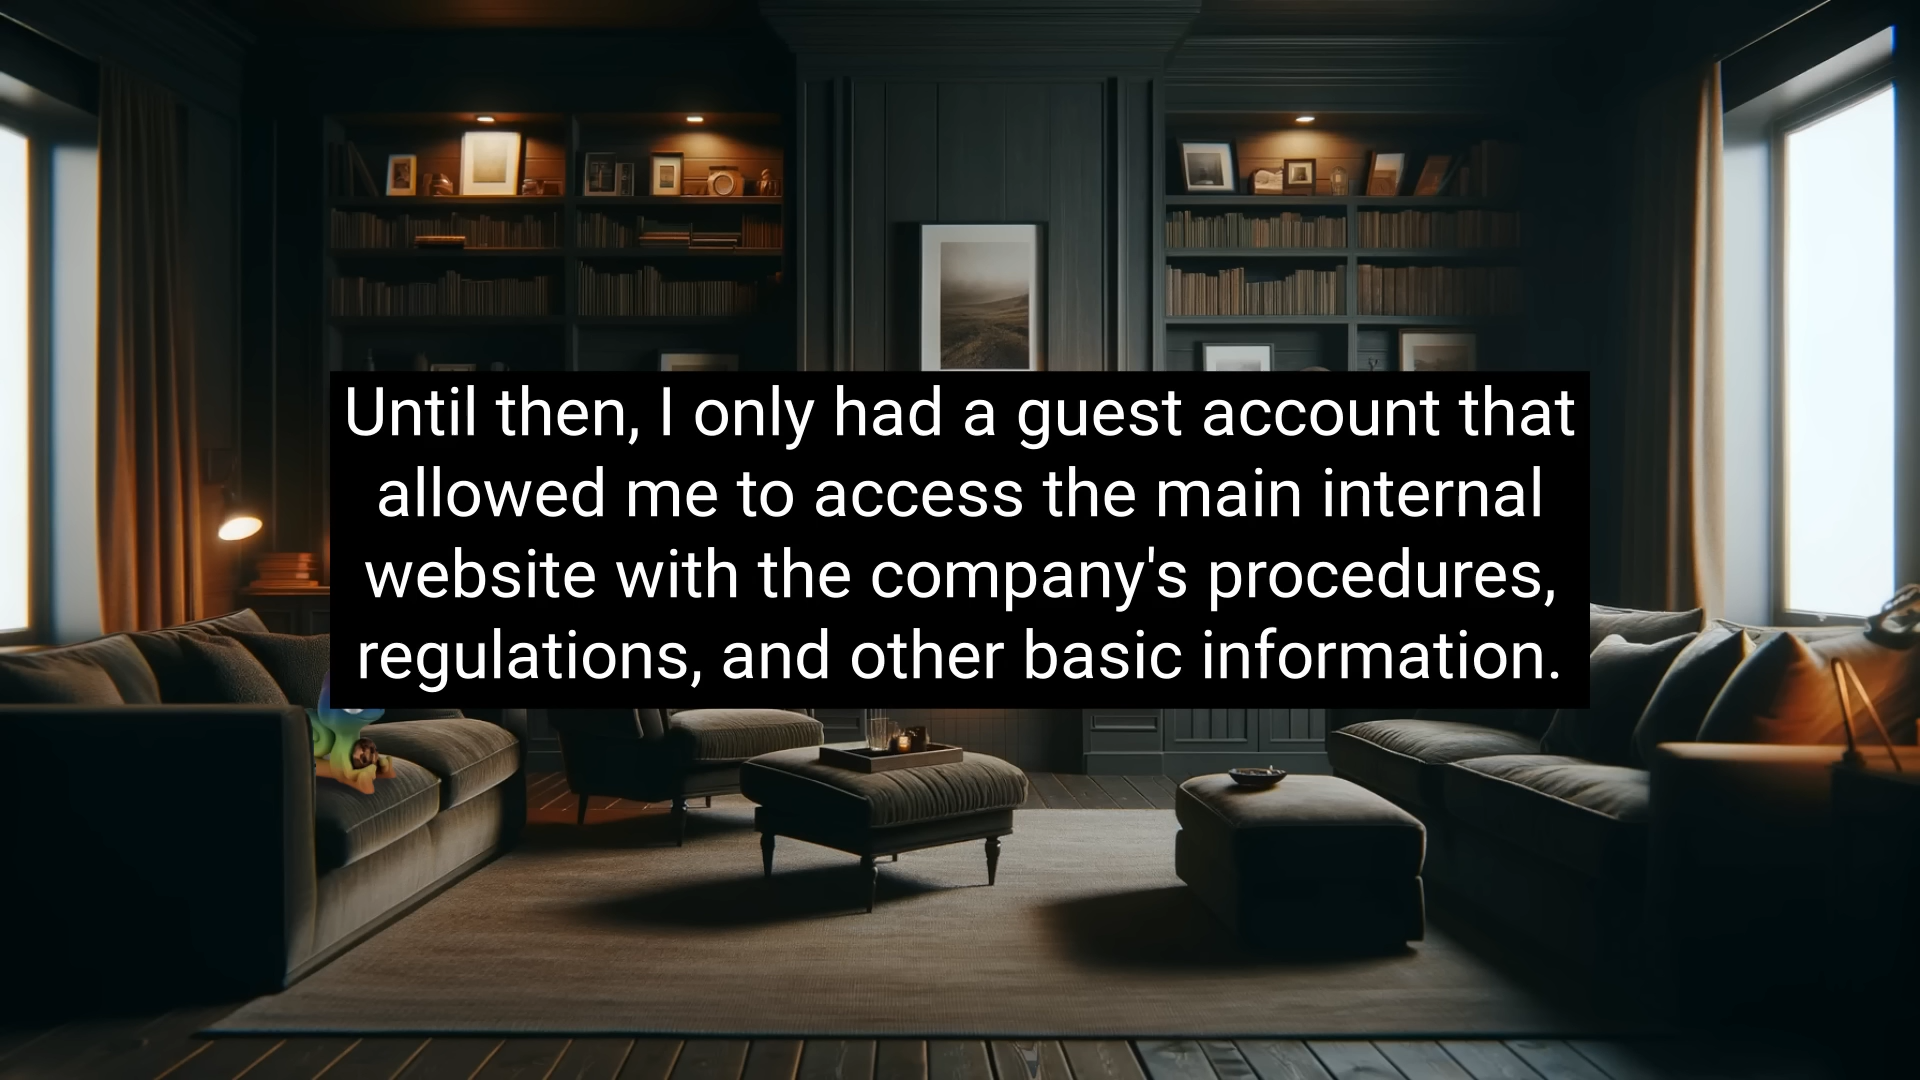 Until then, I only had a guest account that
allowed me to access the main internal
website with the company's procedures,
regulations, and other basic information.